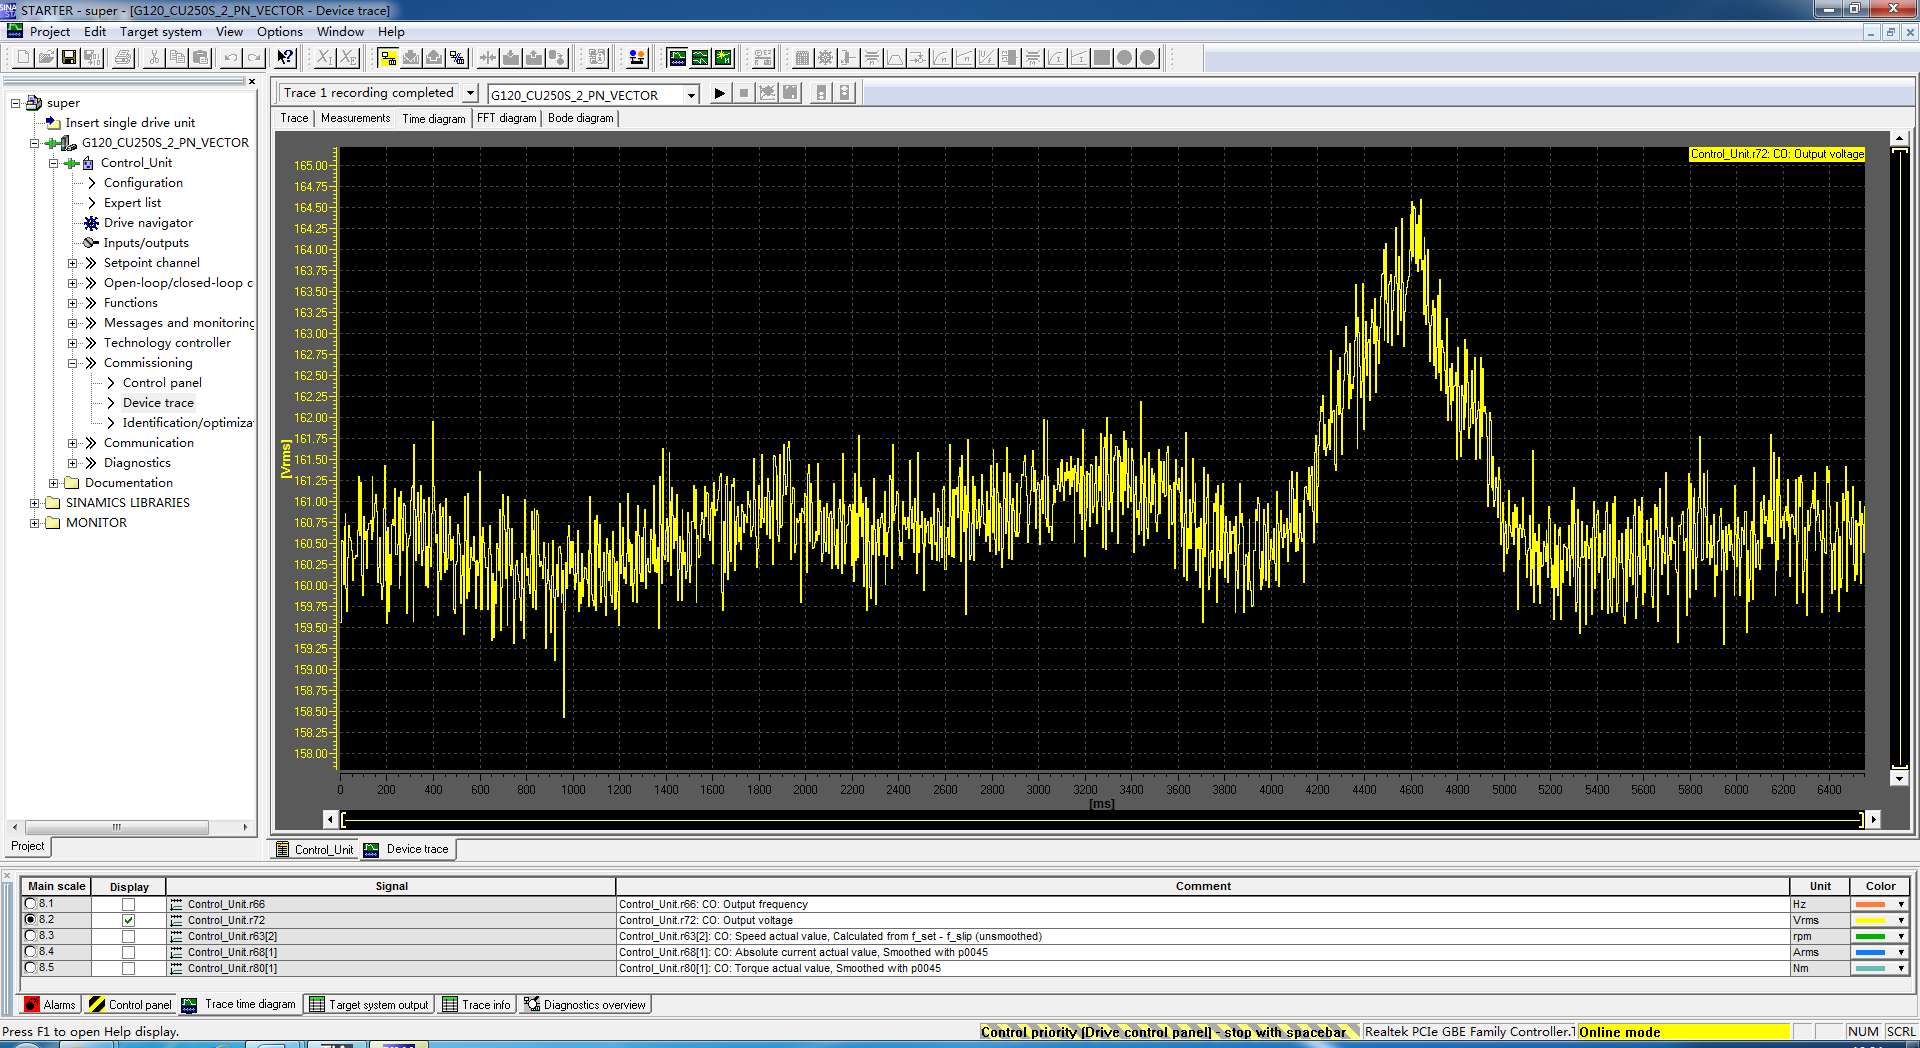 STARTER - super - [G120_CU250S_2_PN_VECTOR - Device trace]
Project Edit Target system View Options Window Help
Trace 1 recording completed G120_CU250S_2_PN_VECTOR
Trace Measurements Time diagram FFT diagram Bode diagram
super
Insert single drive unit
G120_CU250S_2_PN_VECTOR
Control_Unit
Configuration
Expert list
Drive navigator
Inputs/outputs
Setpoint channel
Open-loop/closed-loop c
Functions
Messages and monitoring
Technology controller
Commissioning
Control panel
Device trace
Identification/optimiza
Communication
Diagnostics
Documentation
SINAMICS LIBRARIES
MONITOR
Project
Control_Unit.r72: CO: Output voltage
165.00
164.75
164.50
164.25
164.00
163.75
163.50
163.25
163.00
162.75
162.50
162.25
162.00
161.75
161.50
161.25
161.00
160.75
160.50
160.25
160.00
159.75
159.50
159.25
159.00
158.75
158.50
158.25
158.00
[Vrms]
0 200 400 600 800 1000 1200 1400 1600 1800 2000 2200 2400 2600 2800 3000 3200 3400 3600 3800 4000 4200 4400 4600 4800 5000 5200 5400 5600 5800 6000 6200 6400
[ms]
Control_Unit Device trace
Main scale Display Signal Comment Unit Color
8.1 Control_Unit.r66 Control_Unit.r66: CO: Output frequency Hz
8.2 Control_Unit.r72 Control_Unit.r72: CO: Output voltage Vrms
8.3 Control_Unit.r63[2] Control_Unit.r63[2]: CO: Speed actual value, Calculated from f_set - f_slip (unsmoothed) rpm
8.4 Control_Unit.r68[1] Control_Unit.r68[1]: CO: Absolute current actual value, Smoothed with p0045 Arms
8.5 Control_Unit.r80[1] Control_Unit.r80[1]: CO: Torque actual value, Smoothed with p0045 Nm
Alarms Control panel Trace time diagram Target system output Trace info Diagnostics overview
Press F1 to open Help display. Control priority [Drive control panel] - stop with spacebar Realtek PCIe GBE Family Controller.T Online mode NUM SCRL